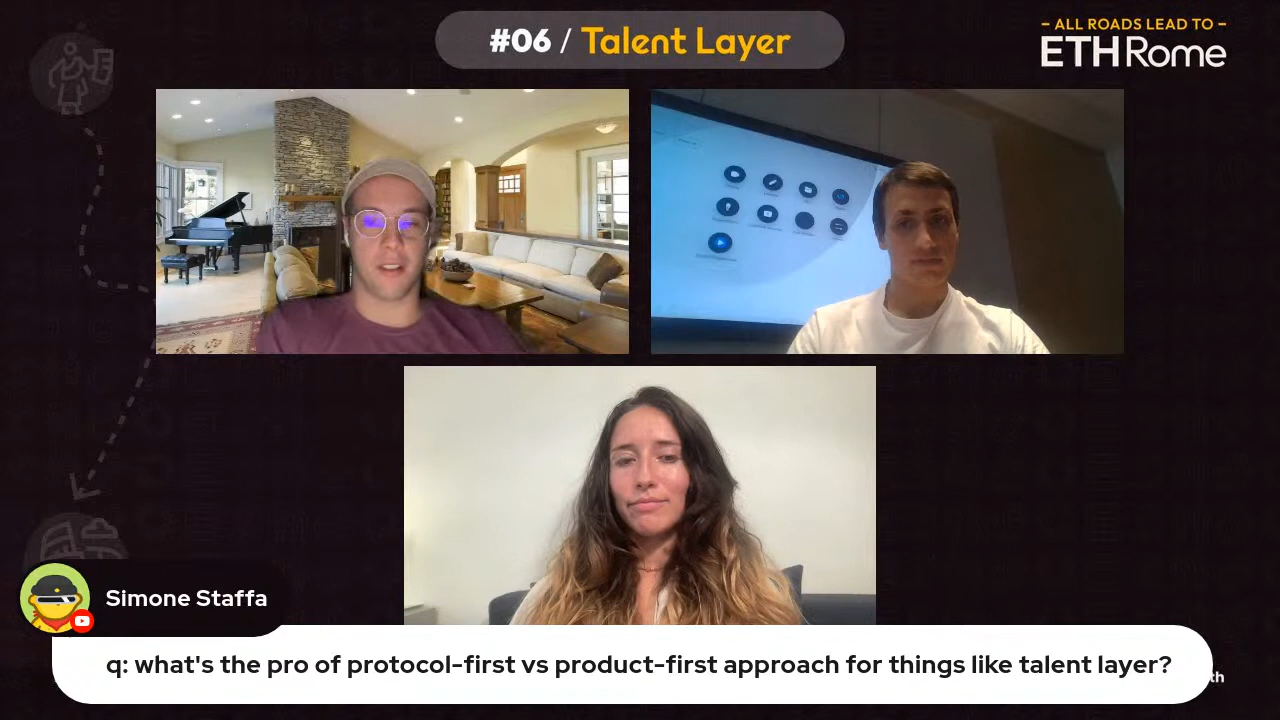 #06 / Talent Layer
– ALL ROADS LEAD TO –
ETHRome
Simone Staffa
q: what's the pro of protocol-first vs product-first approach for things like talent layer?
th